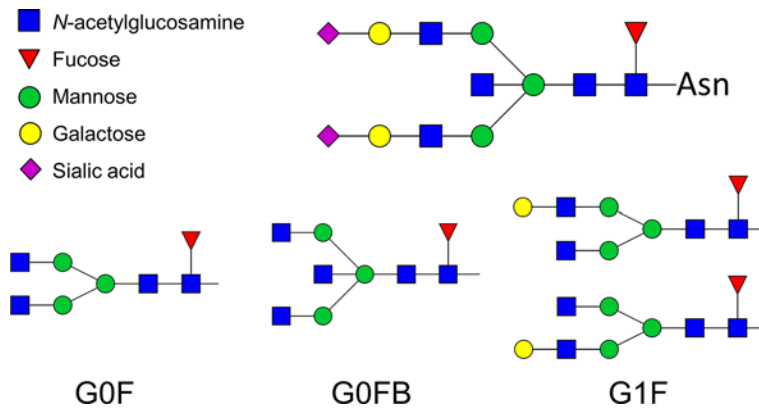 N-acetylglucosamine
Fucose
Mannose
Galactose
Sialic acid
Asn
G0F
G0FB
G1F